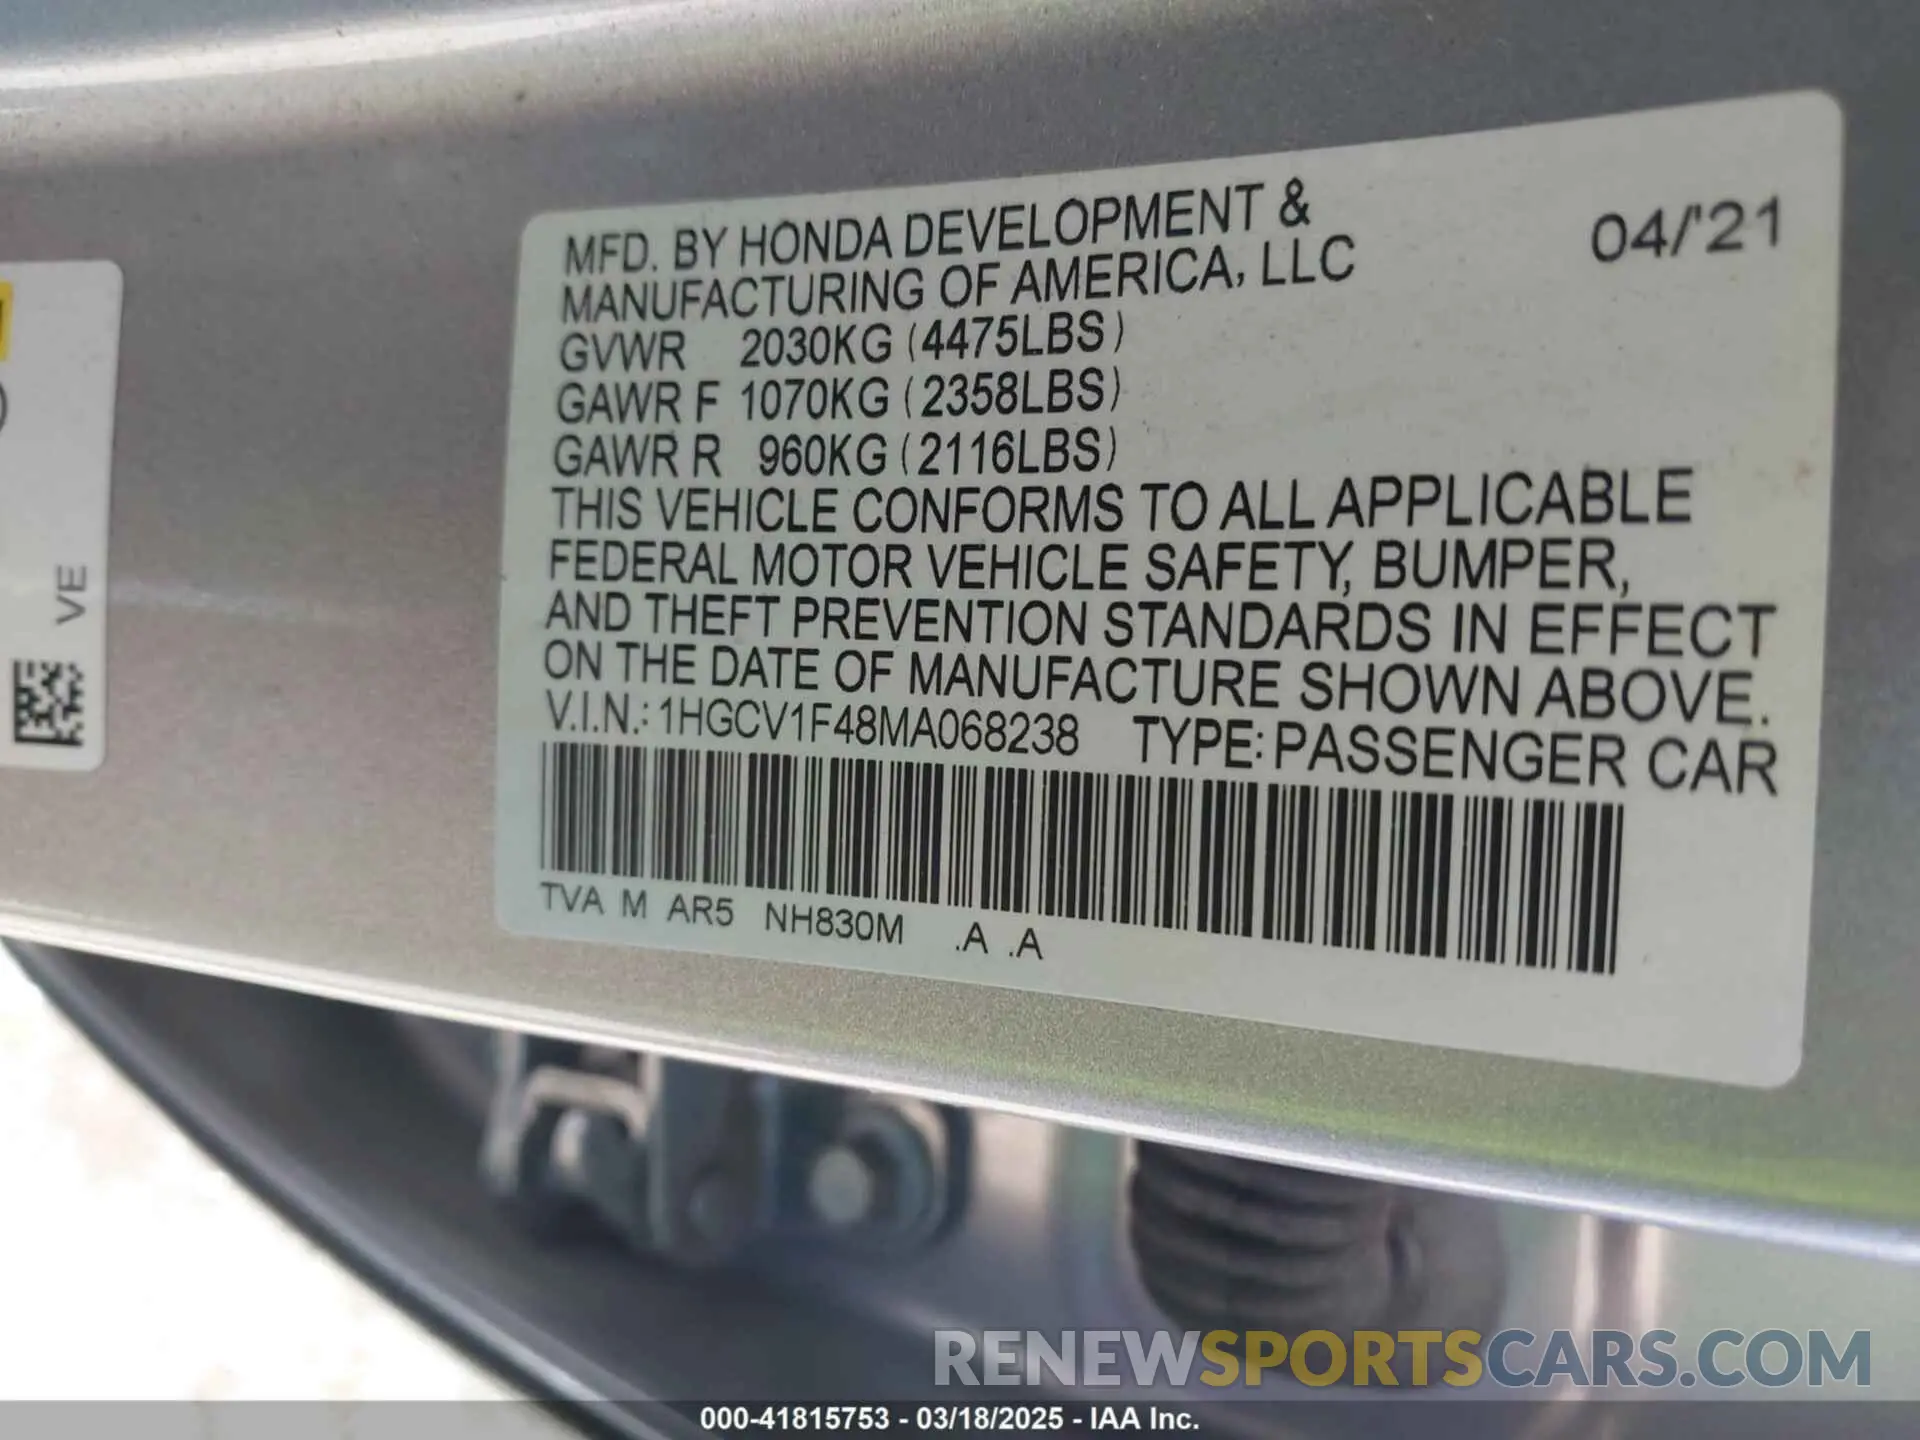 MFD. BY HONDA DEVELOPMENT &
MANUFACTURING OF AMERICA, LLC
04/'21
GVWR 2030KG (4475LBS)
GAWR F 1070KG (2358LBS)
GAWR R 960KG (2116LBS)
THIS VEHICLE CONFORMS TO ALL APPLICABLE
FEDERAL MOTOR VEHICLE SAFETY, BUMPER,
AND THEFT PREVENTION STANDARDS IN EFFECT
ON THE DATE OF MANUFACTURE SHOWN ABOVE.
V.I.N.: 1HGCV1F48MA068238 TYPE: PASSENGER CAR
TVA M AR5 NH830M .A .A
VE
RENEWSPORTSCARS.COM
000-41815753 - 03/18/2025 - IAA Inc.